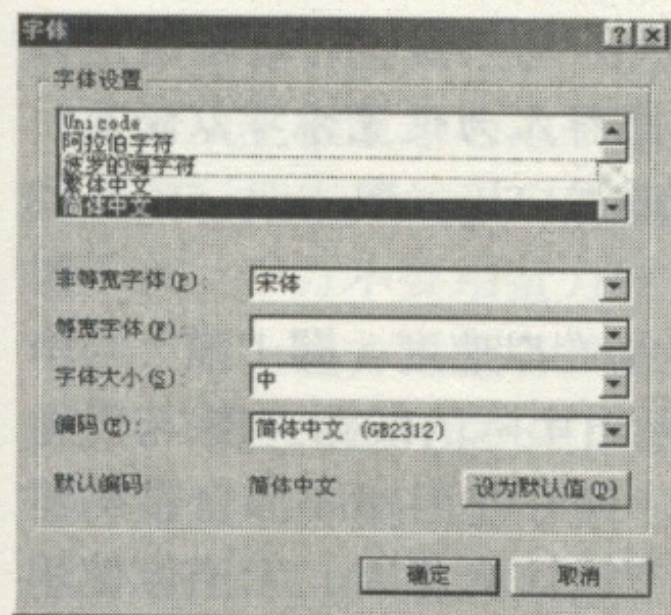 字体
字体设置
Unicode
阿拉伯字符
波罗的海字符
繁体中文
简体中文
非等宽字体(P): 宋体
等宽字体(F):
字体大小(S): 中
编码(E): 简体中文 (GB2312)
默认编码: 简体中文 设为默认值(D)
确定 取消